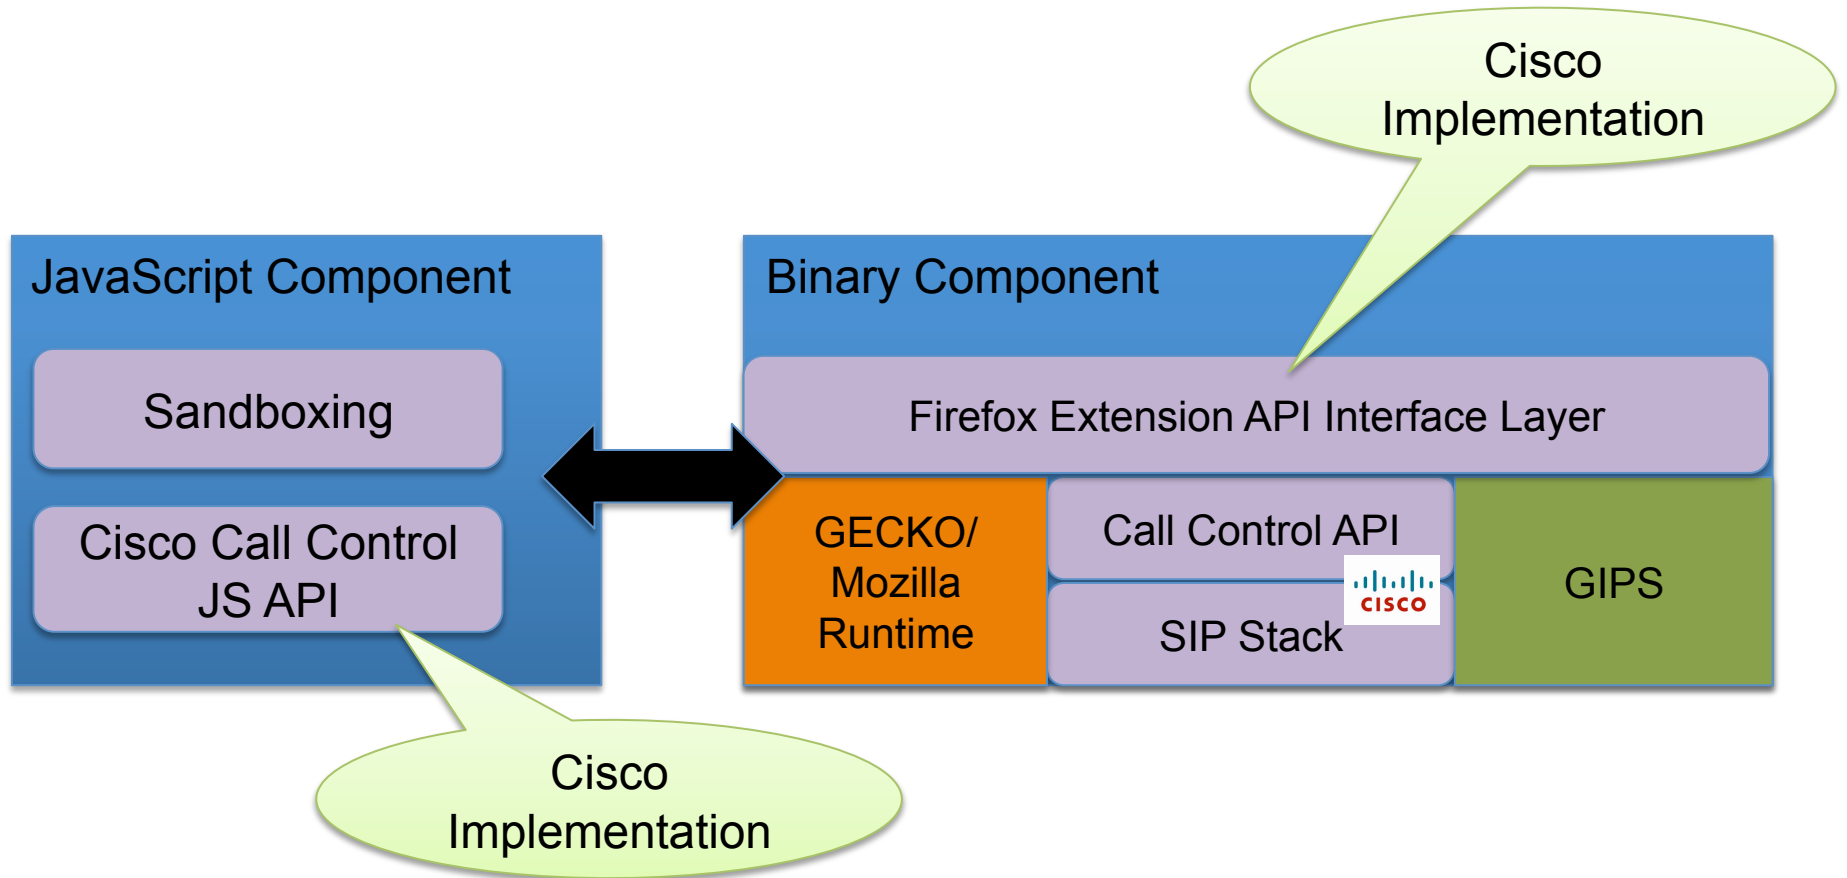 Cisco
Implementation
JavaScript Component
Sandboxing
Cisco Call Control
JS API
Binary Component
Firefox Extension API Interface Layer
GECKO/
Mozilla
Runtime
Call Control API
CISCO
SIP Stack
GIPS
Cisco
Implementation